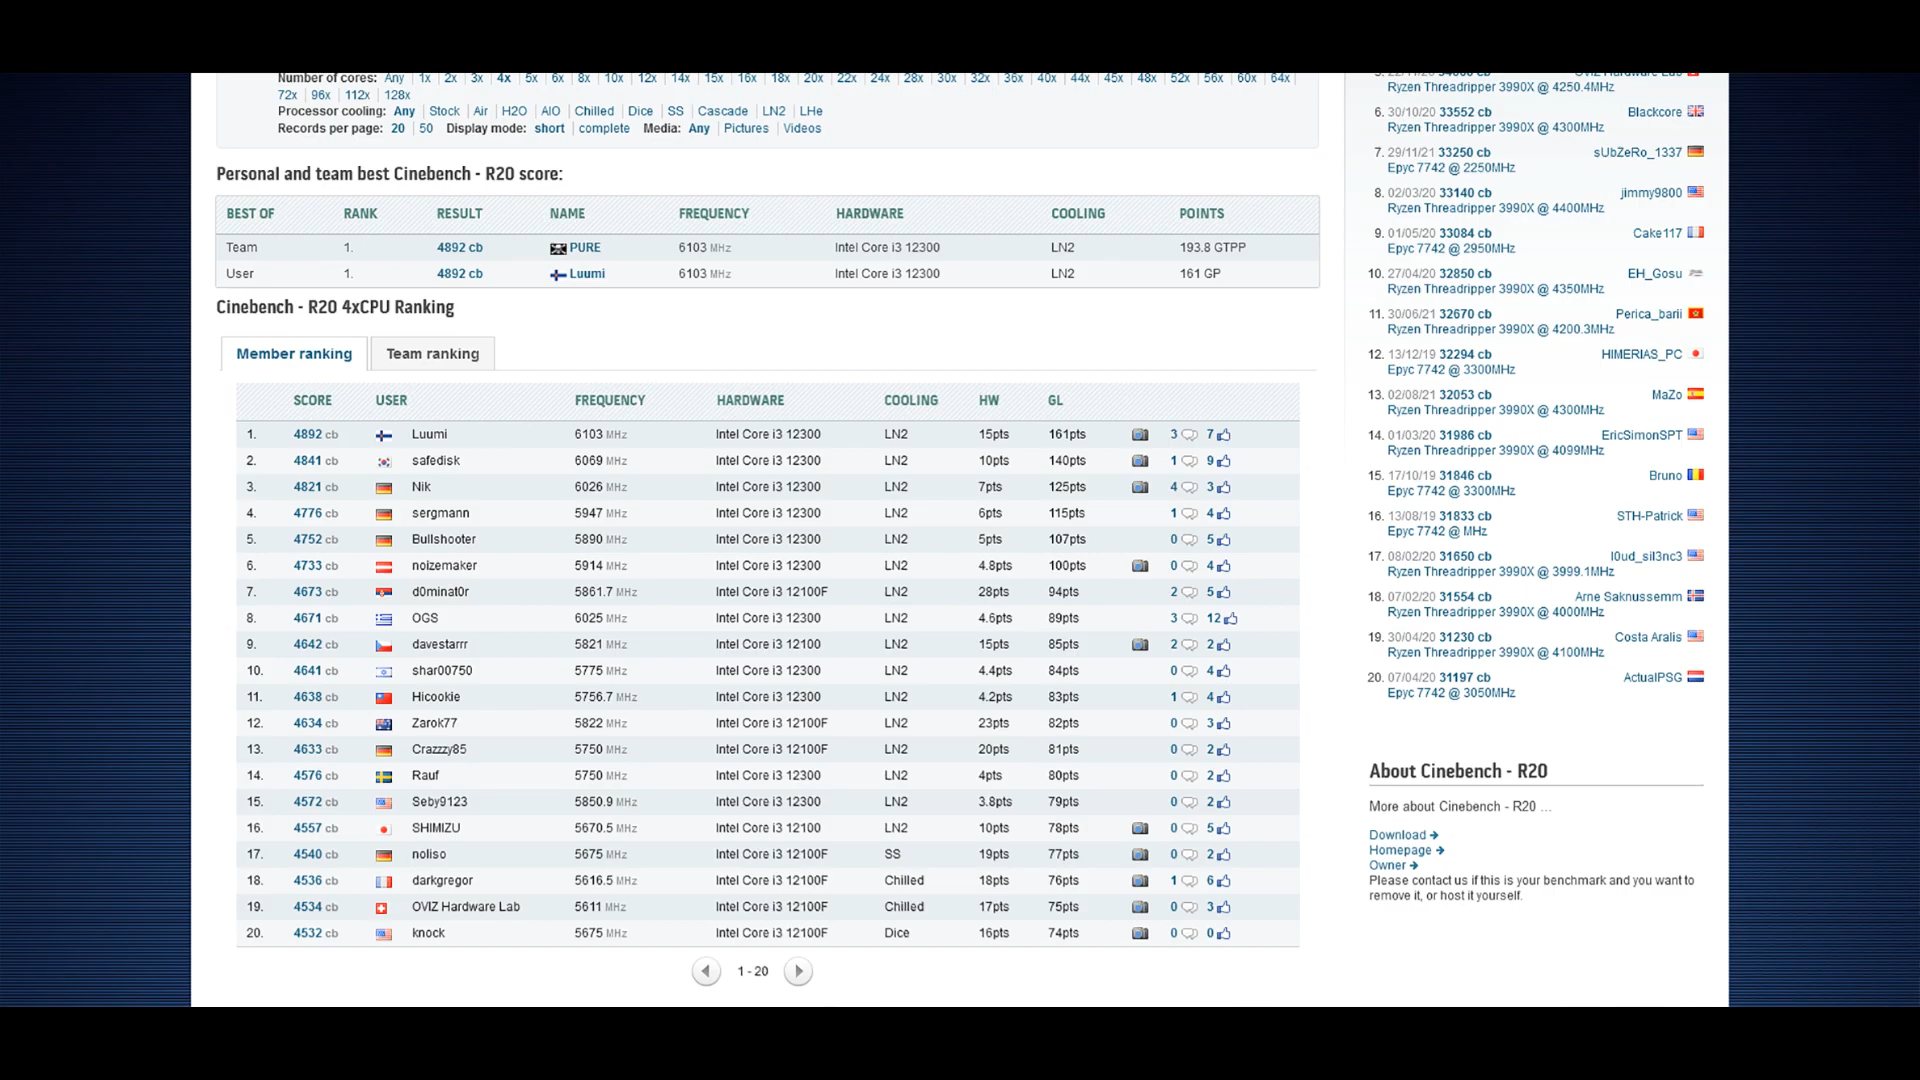 Number of cores: Any | 1x | 2x | 3x | 4x | 5x | 6x | 8x | 10x | 12x | 14x | 15x | 16x | 18x | 20x | 22x | 24x | 28x | 30x | 32x | 36x | 40x | 44x | 45x | 48x | 52x | 56x | 60x | 64x |
72x | 96x | 112x | 128x
Processor cooling: Any | Stock | Air | H2O | AIO | Chilled | Dice | SS | Cascade | LN2 | LHe
Records per page: 20 | 50 Display mode: short | complete Media: Any | Pictures | Videos
Personal and team best Cinebench - R20 score:
BEST OF RANK RESULT NAME FREQUENCY HARDWARE COOLING POINTS
Team 1. 4892 cb PURE 6103 MHz Intel Core i3 12300 LN2 193.8 GTPP
User 1. 4892 cb Luumi 6103 MHz Intel Core i3 12300 LN2 161 GP
Cinebench - R20 4xCPU Ranking
Member ranking Team ranking
SCORE USER FREQUENCY HARDWARE COOLING HW GL
1. 4892 cb Luumi 6103 MHz Intel Core i3 12300 LN2 15pts 161pts 3 7
2. 4841 cb safedisk 6069 MHz Intel Core i3 12300 LN2 10pts 140pts 1 9
3. 4821 cb Nik 6026 MHz Intel Core i3 12300 LN2 7pts 125pts 4 3
4. 4776 cb sergmann 5947 MHz Intel Core i3 12300 LN2 6pts 115pts 1 4
5. 4752 cb Bullshooter 5890 MHz Intel Core i3 12300 LN2 5pts 107pts 0 5
6. 4733 cb noizemaker 5914 MHz Intel Core i3 12300 LN2 4.8pts 100pts 0 4
7. 4673 cb d0minat0r 5861.7 MHz Intel Core i3 12100F LN2 28pts 94pts 2 5
8. 4671 cb OGS 6025 MHz Intel Core i3 12300 LN2 4.6pts 89pts 3 12
9. 4642 cb davestarrr 5821 MHz Intel Core i3 12100 LN2 15pts 85pts 2 2
10. 4641 cb shar00750 5775 MHz Intel Core i3 12300 LN2 4.4pts 84pts 0 4
11. 4638 cb Hicookie 5756.7 MHz Intel Core i3 12300 LN2 4.2pts 83pts 1 4
12. 4634 cb Zarok77 5822 MHz Intel Core i3 12100F LN2 23pts 82pts 0 3
13. 4633 cb Crazzzy85 5750 MHz Intel Core i3 12100F LN2 20pts 81pts 0 2
14. 4576 cb Rauf 5750 MHz Intel Core i3 12300 LN2 4pts 80pts 0 2
15. 4572 cb Seby9123 5850.9 MHz Intel Core i3 12300 LN2 3.8pts 79pts 0 2
16. 4557 cb SHIMIZU 5670.5 MHz Intel Core i3 12100 LN2 10pts 78pts 0 5
17. 4540 cb noliso 5675 MHz Intel Core i3 12100F SS 19pts 77pts 0 2
18. 4536 cb darkgregor 5616.5 MHz Intel Core i3 12100F Chilled 18pts 76pts 1 6
19. 4534 cb OVIZ Hardware Lab 5611 MHz Intel Core i3 12100F Chilled 17pts 75pts 0 3
20. 4532 cb knock 5675 MHz Intel Core i3 12100F Dice 16pts 74pts 0 0
1 - 20
Ryzen Threadripper 3990X @ 4250.4MHz
6. 30/10/20 33552 cb Blackcore
Ryzen Threadripper 3990X @ 4300MHz
7. 29/11/21 33250 cb sUbZeRo_1337
Epyc 7742 @ 2250MHz
8. 02/03/20 33140 cb jimmy9800
Ryzen Threadripper 3990X @ 4400MHz
9. 01/05/20 33084 cb Cake117
Epyc 7742 @ 2950MHz
10. 27/04/20 32850 cb EH_Gosu
Ryzen Threadripper 3990X @ 4350MHz
11. 30/06/21 32670 cb Perica_barii
Ryzen Threadripper 3990X @ 4200.3MHz
12. 13/12/19 32294 cb HIMERIAS_PC
Epyc 7742 @ 3300MHz
13. 02/08/21 32053 cb MaZo
Ryzen Threadripper 3990X @ 4300MHz
14. 01/03/20 31986 cb EricSimonSPT
Ryzen Threadripper 3990X @ 4099MHz
15. 17/10/19 31846 cb Bruno
Epyc 7742 @ 3300MHz
16. 13/08/19 31833 cb STH-Patrick
Epyc 7742 @ MHz
17. 08/02/20 31650 cb l0ud_sil3nc3
Ryzen Threadripper 3990X @ 3999.1MHz
18. 07/02/20 31554 cb Arne Saknussemm
Ryzen Threadripper 3990X @ 4000MHz
19. 30/04/20 31230 cb Costa Aralis
Ryzen Threadripper 3990X @ 4100MHz
20. 07/04/20 31197 cb ActualPSG
Epyc 7742 @ 3050MHz
About Cinebench - R20
More about Cinebench - R20 ...
Download
Homepage
Owner
Please contact us if this is your benchmark and you want to
remove it, or host it yourself.